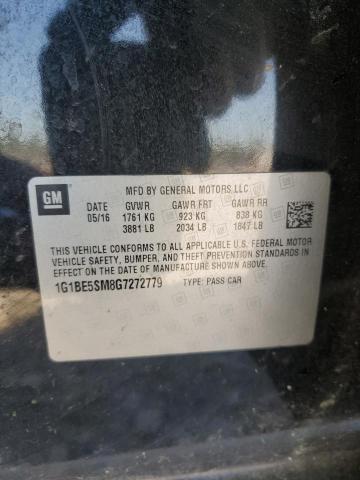 GM
MFD BY GENERAL MOTORS LLC
DATE GVWR GAWR FRT GAWR RR
05/16 1761 KG 923 KG 838 KG
3881 LB 2034 LB 1847 LB
THIS VEHICLE CONFORMS TO ALL APPLICABLE U.S. FEDERAL MOTOR
VEHICLE SAFETY, BUMPER, AND THEFT PREVENTION STANDARDS IN
EFFECT ON THE DATE OF MANUFACTURE SHOWN ABOVE.
1G1BE5SM8G7272779 TYPE: PASS CAR